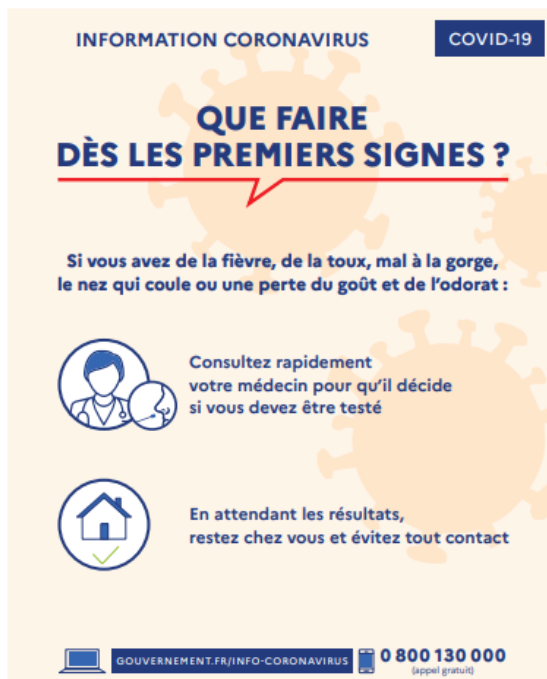 INFORMATION CORONAVIRUS
COVID-19
QUE FAIRE
DÈS LES PREMIERS SIGNES ?
Si vous avez de la fièvre, de la toux, mal à la gorge,
le nez qui coule ou une perte du goût et de l'odorat :
Consultez rapidement
votre médecin pour qu'il décide
si vous devez être testé
En attendant les résultats,
restez chez vous et évitez tout contact
GOUVERNEMENT.FR/INFO-CORONAVIRUS
0 800 130 000
(appel gratuit)